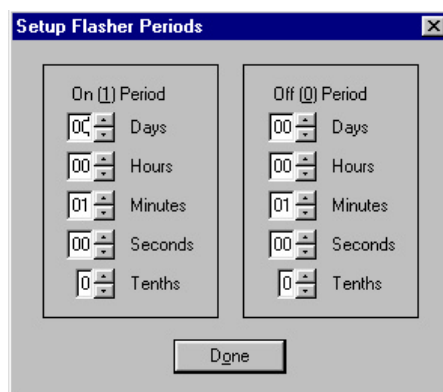 Setup Flasher Periods
On (1) Period
00 Days
00 Hours
01 Minutes
00 Seconds
0 Tenths
Off (0) Period
00 Days
00 Hours
01 Minutes
00 Seconds
0 Tenths
Done